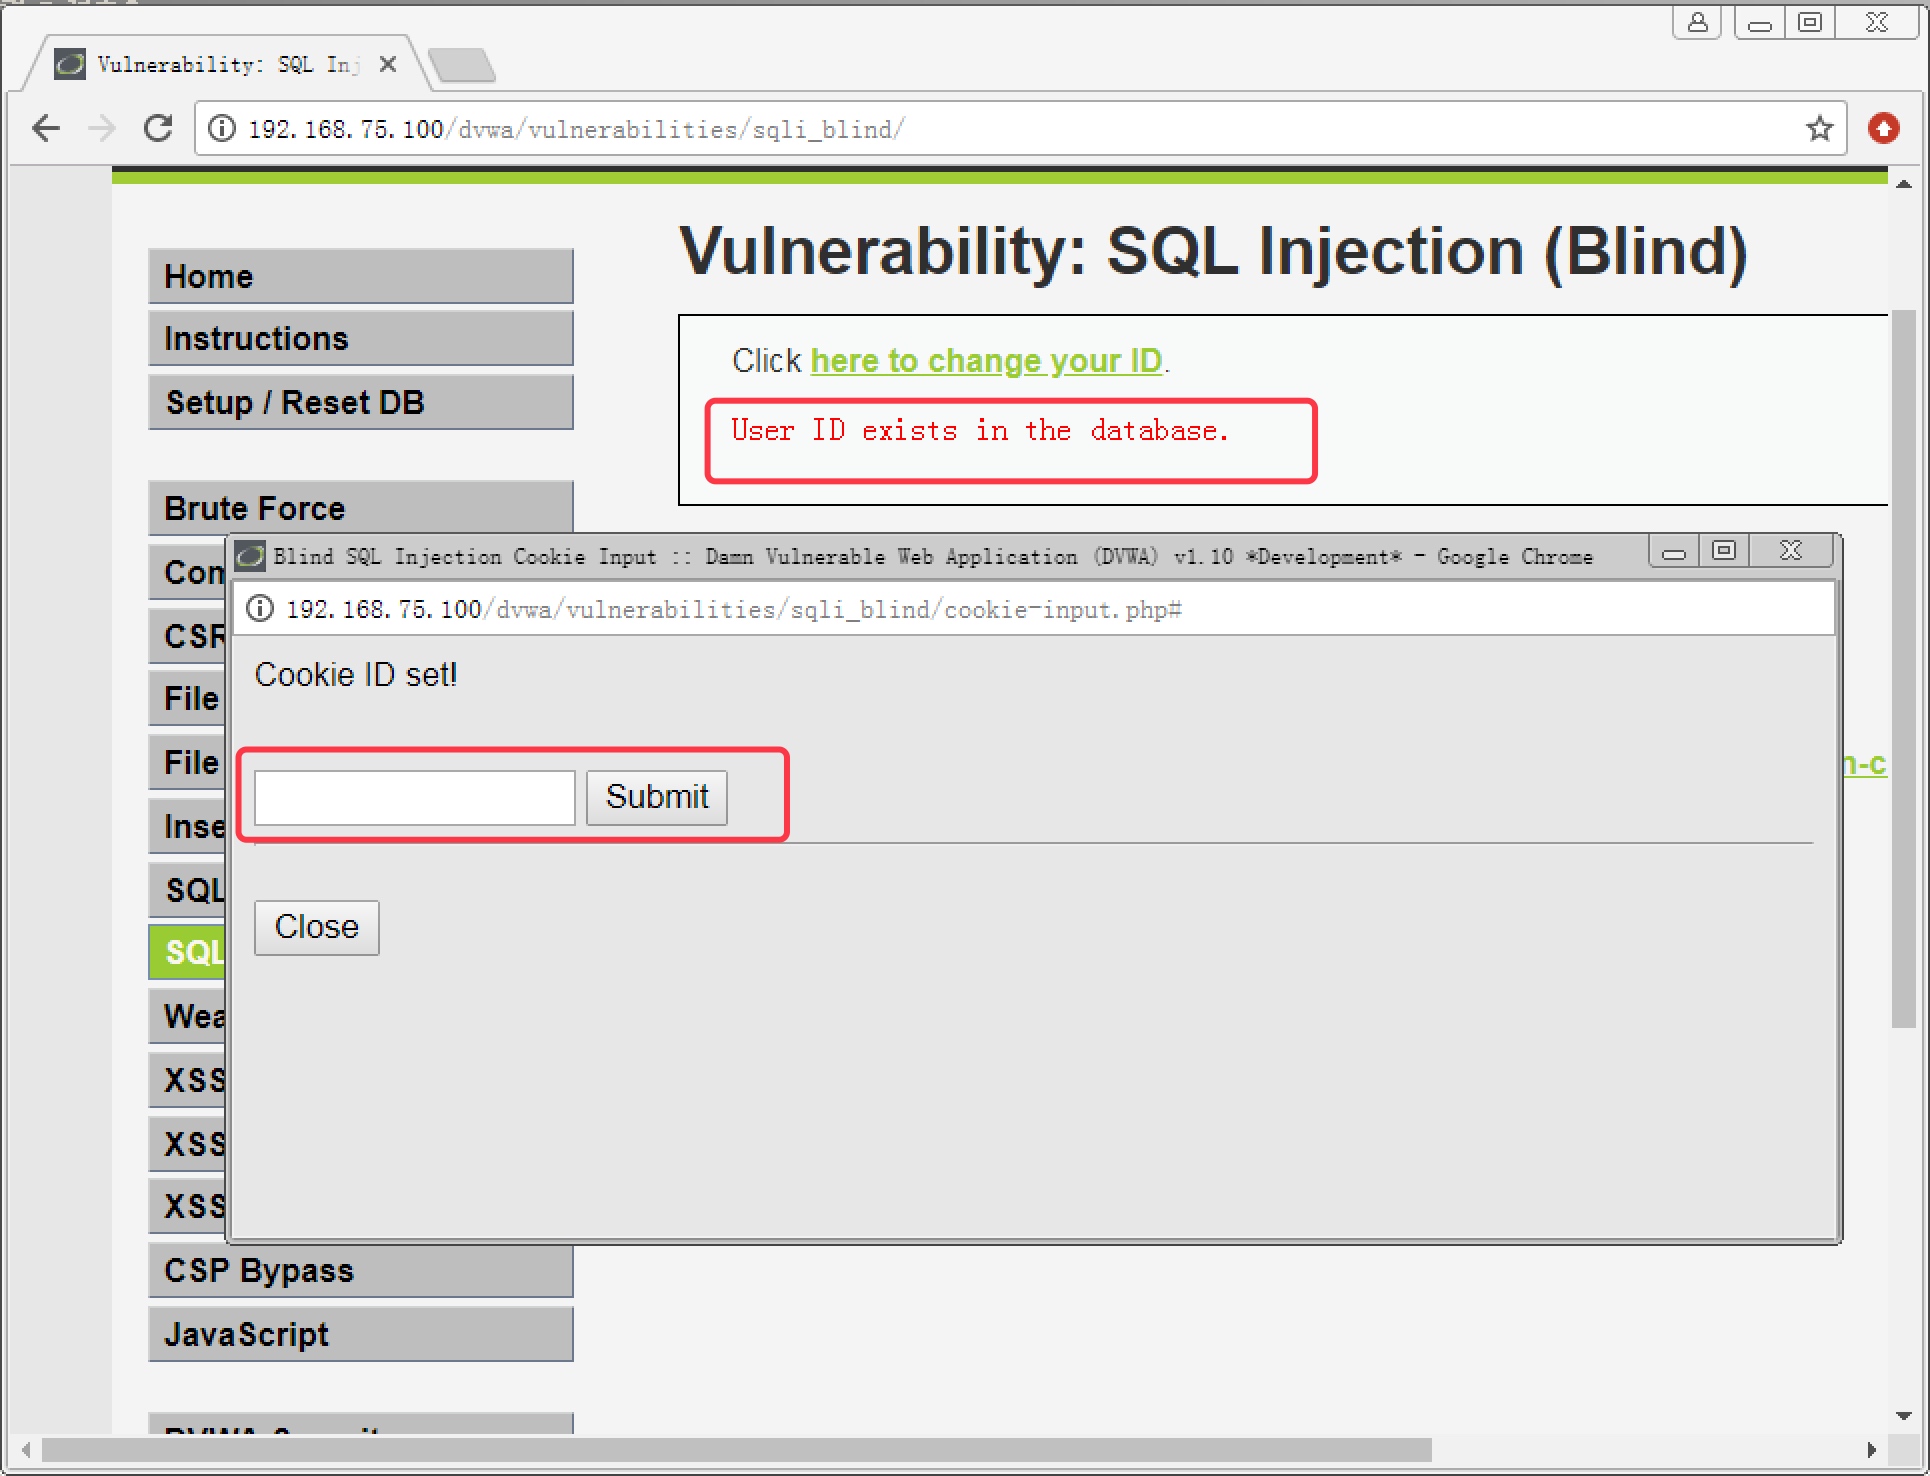 Vulnerability: SQL Inj
192.168.75.100/dvwa/vulnerabilities/sqli_blind/
Vulnerability: SQL Injection (Blind)
Home
Instructions
Setup / Reset DB
Click here to change your ID.
User ID exists in the database.
Brute Force
Com
CSR
File
File
Inse
SQL
SQL
Wea
XSS
XSS
XSS
CSP Bypass
JavaScript
Blind SQL Injection Cookie Input :: Damn Vulnerable Web Application (DVWA) v1.10 *Development* - Google Chrome
192.168.75.100/dvwa/vulnerabilities/sqli_blind/cookie-input.php#
Cookie ID set!
Submit
Close
n-c